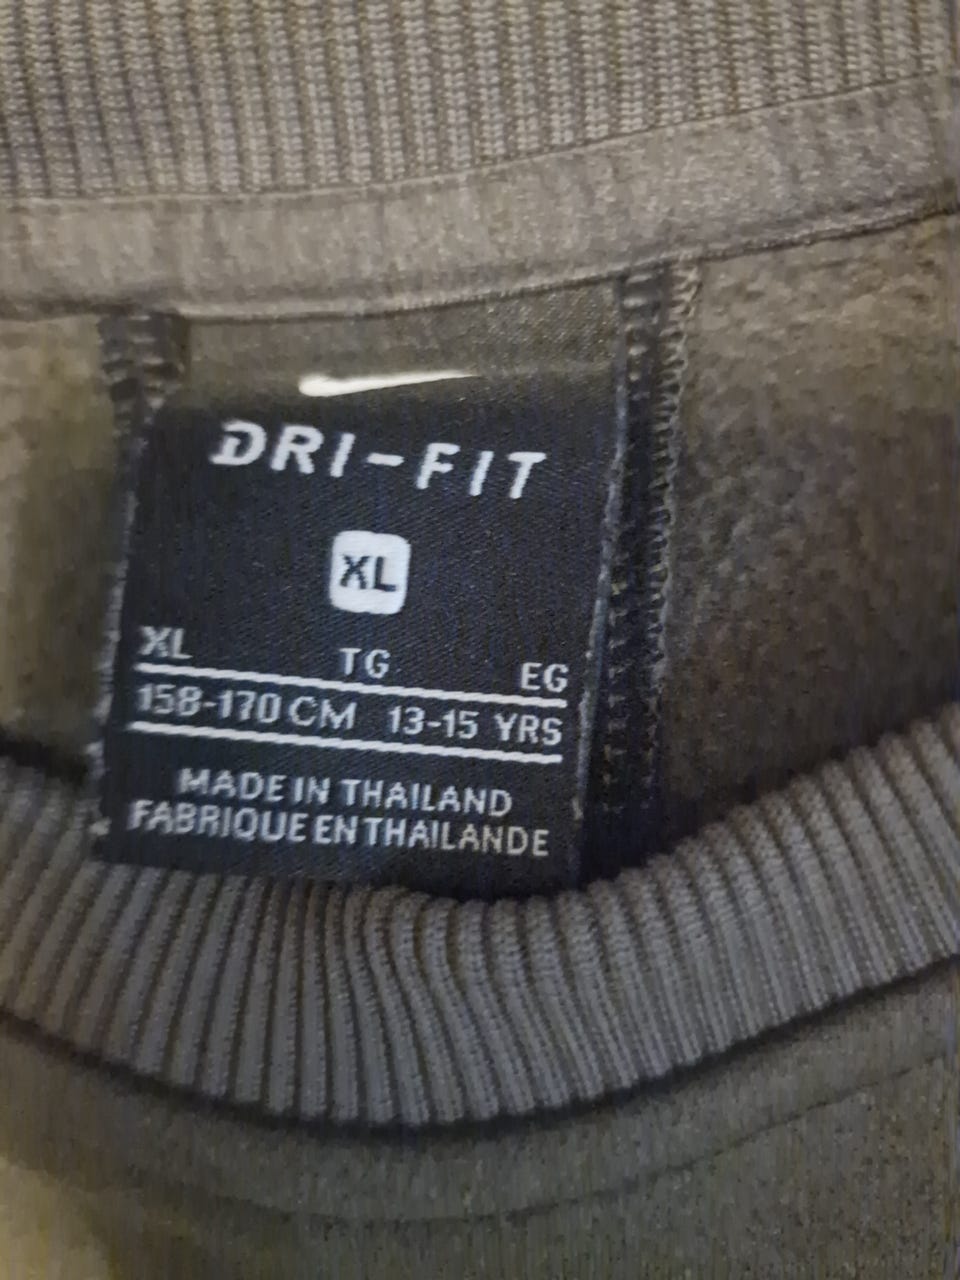 DRI-FIT
XL
XL TG EG
158-170 CM 13-15 YRS
MADE IN THAILAND
FABRIQUE EN THAILANDE